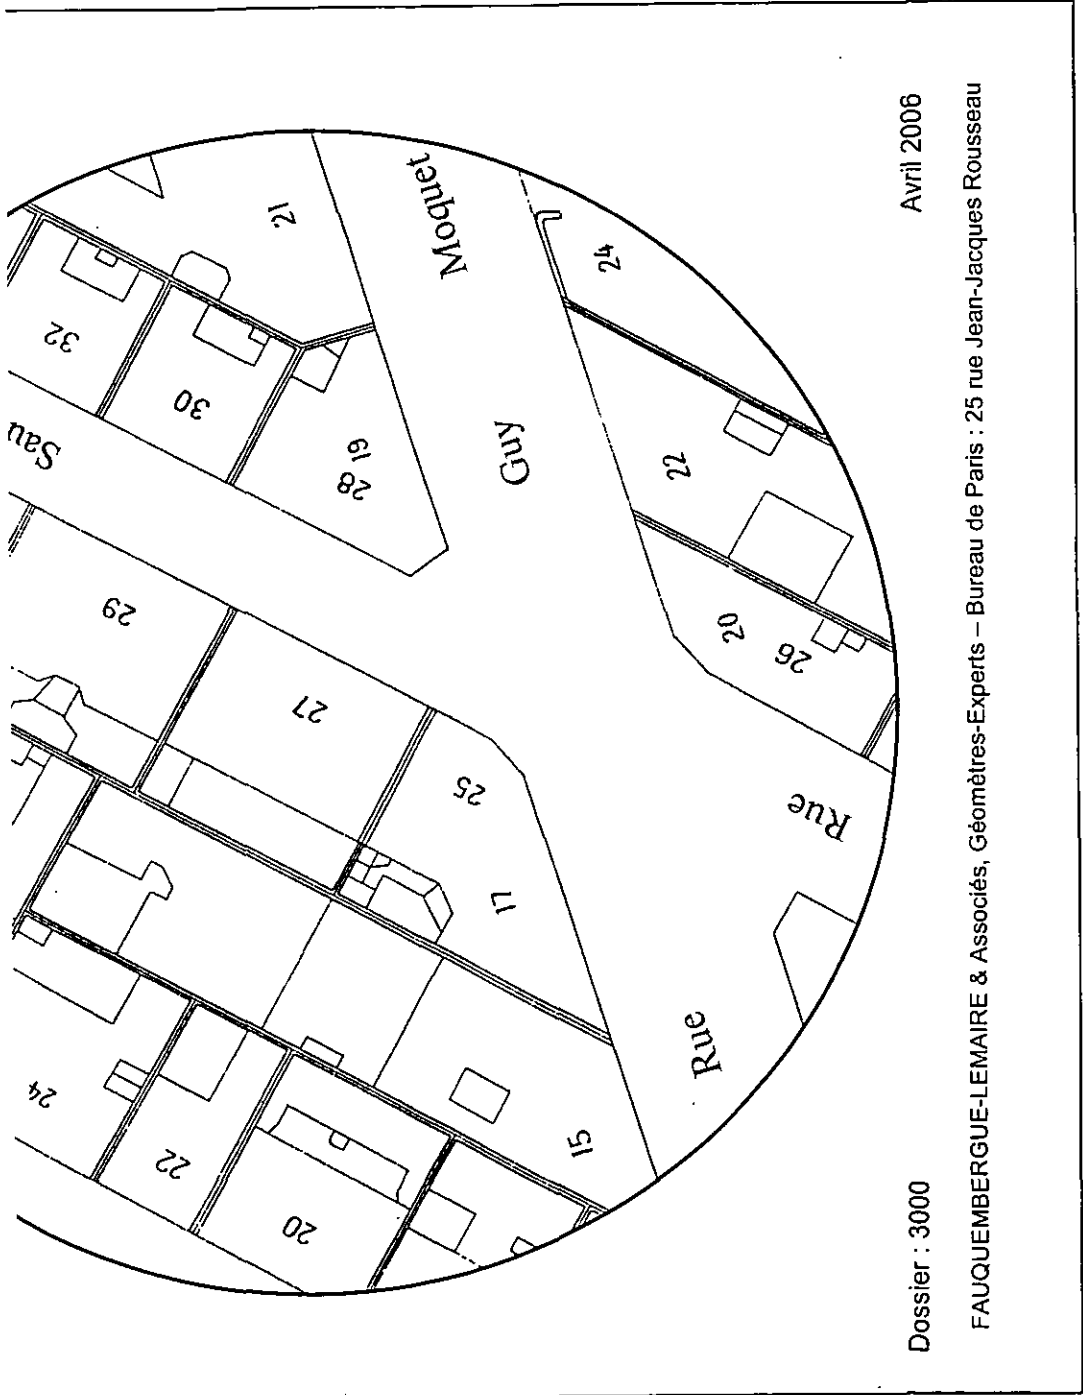 Sau
32
21
Moquet
30
24
28
19
Guy
22
29
20
26
27
25
Rue
17
Rue
24
22
15
20
Dossier : 3000
Avril 2006
FAUQUEMBERGUE-LEMAIRE & Associés, Géomètres-Experts – Bureau de Paris : 25 rue Jean-Jacques Rousseau